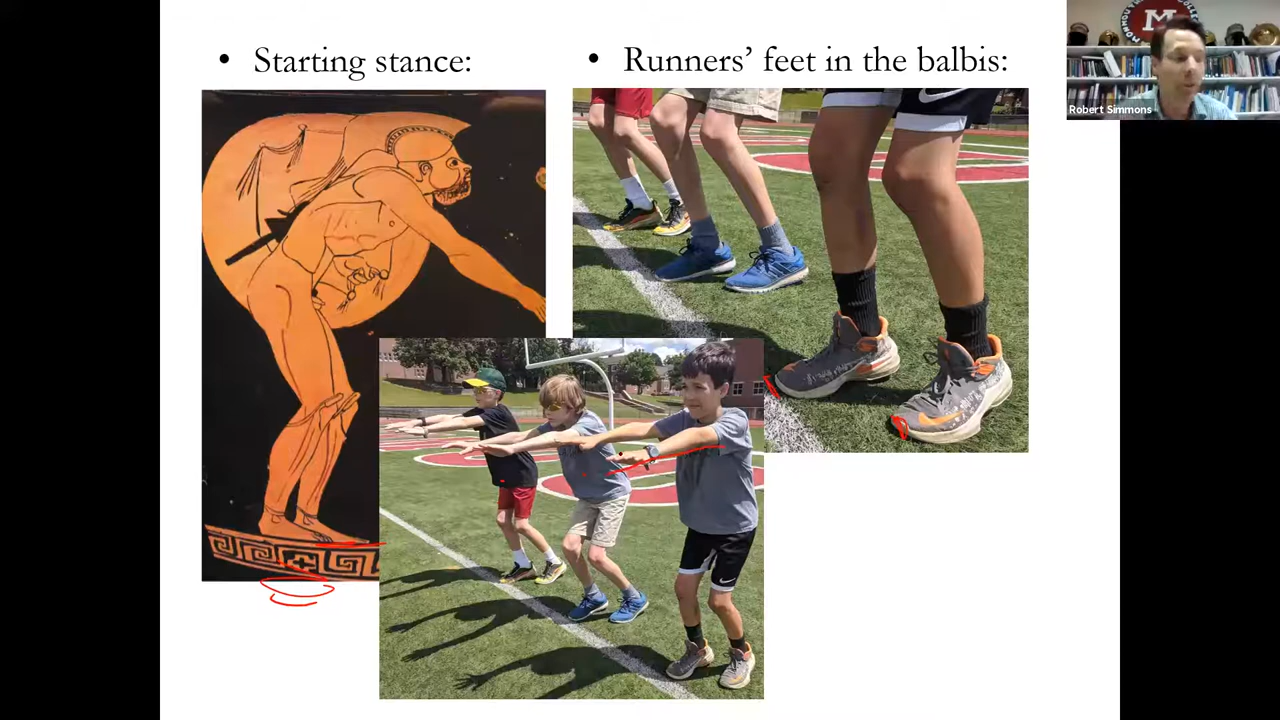 • Starting stance:
• Runners' feet in the balbis:
M
Robert Simmons